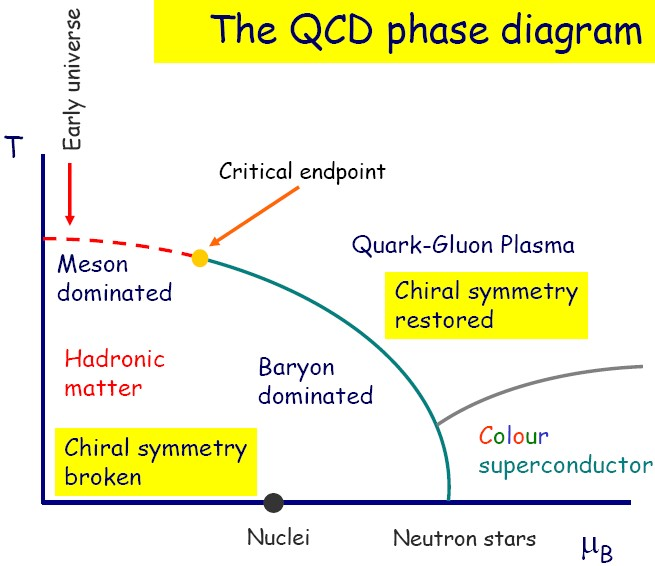 The QCD phase diagram
Early universe
T
Critical endpoint
Quark-Gluon Plasma
Meson
dominated
Chiral symmetry
restored
Hadronic
matter
Baryon
dominated
Chiral symmetry
broken
Colour
superconductor
Nuclei
Neutron stars
μB